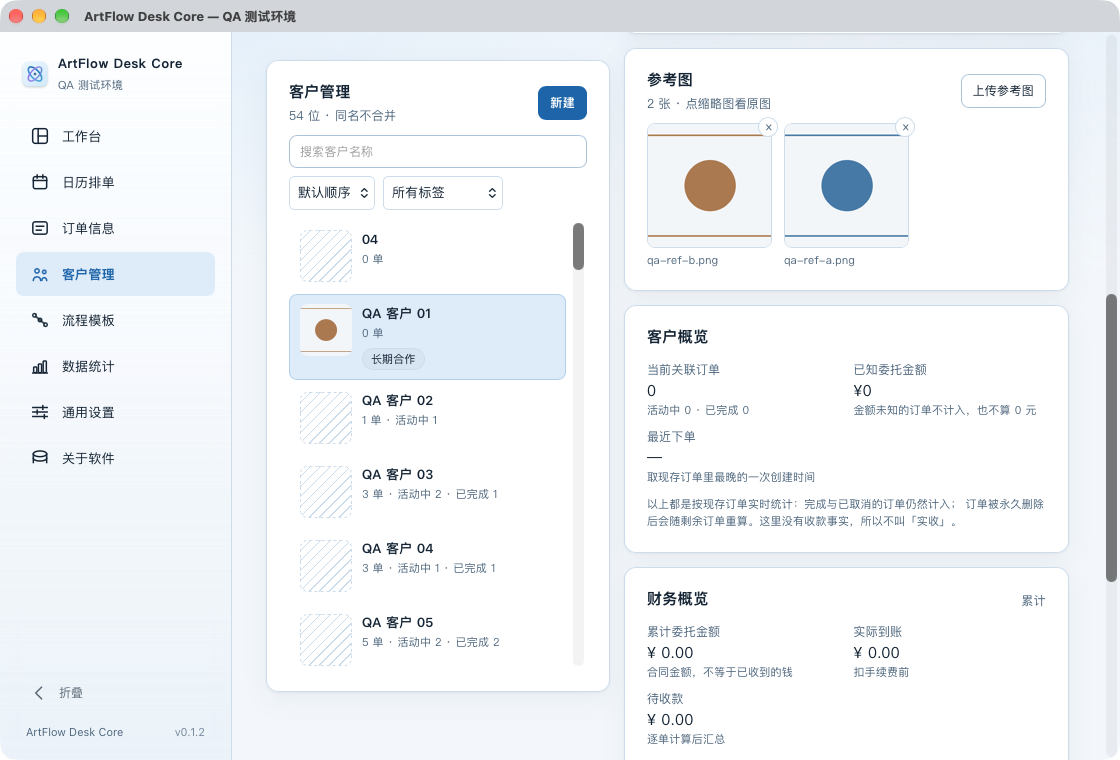 ArtFlow Desk Core — QA 测试环境
ArtFlow Desk Core
QA 测试环境
工作台
日历排单
订单信息
客户管理
流程模板
数据统计
通用设置
关于软件
折叠
ArtFlow Desk Core
v0.1.2
客户管理
54 位 · 同名不合并
新建
搜索客户名称
默认顺序
所有标签
04
0 单
QA 客户 01
0 单
长期合作
QA 客户 02
1 单 · 活动中 1
QA 客户 03
3 单 · 活动中 2 · 已完成 1
QA 客户 04
3 单 · 活动中 1 · 已完成 1
QA 客户 05
5 单 · 活动中 2 · 已完成 2
参考图
2 张 · 点缩略图看原图
上传参考图
qa-ref-b.png
qa-ref-a.png
客户概览
当前关联订单
0
活动中 0 · 已完成 0
已知委托金额
¥0
金额未知的订单不计入，也不算 0 元
最近下单
—
取现存订单里最晚的一次创建时间
以上都是按现存订单实时统计：完成与已取消的订单仍然计入； 订单被永久删除
后会随剩余订单重算。这里没有收款事实，所以不叫「实收」。
财务概览
累计
累计委托金额
¥ 0.00
合同金额，不等于已收到的钱
实际到账
¥ 0.00
扣手续费前
待收款
¥ 0.00
逐单计算后汇总